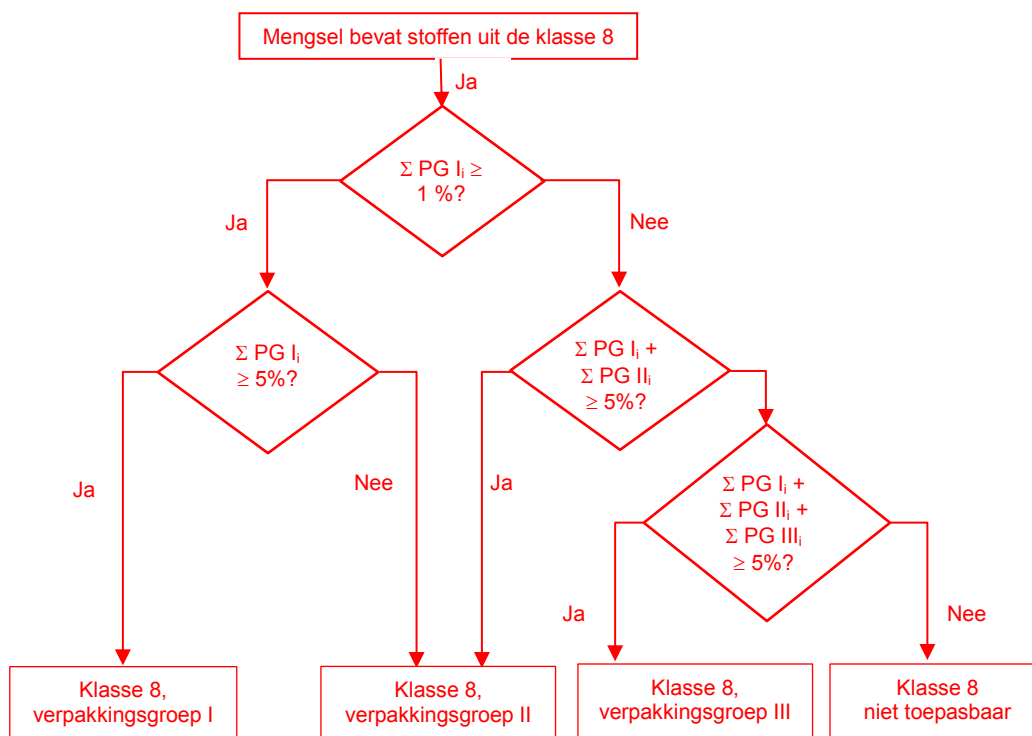 Mengsel bevat stoffen uit de klasse 8
Ja
Σ PG Iᵢ ≥
1 %?
Ja
Nee
Σ PG Iᵢ
≥ 5%?
Σ PG Iᵢ +
Σ PG IIᵢ
≥ 5%?
Ja
Nee
Ja
Σ PG Iᵢ +
Σ PG IIᵢ +
Σ PG IIIᵢ
≥ 5%?
Ja
Nee
Klasse 8,
verpakkingsgroep I
Klasse 8,
verpakkingsgroep II
Klasse 8,
verpakkingsgroep III
Klasse 8
niet toepasbaar